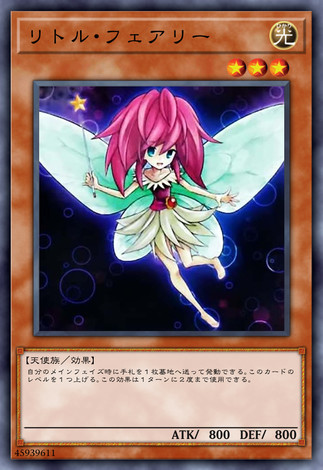 リトル・フェアリー
光
【天使族／効果】
自分のメインフェイズ時に手札を１枚墓地へ送って発動できる。このカードの
レベルを１つ上げる。この効果は１ターンに２度まで使用できる。
ATK/ 800 DEF/ 800
45939611